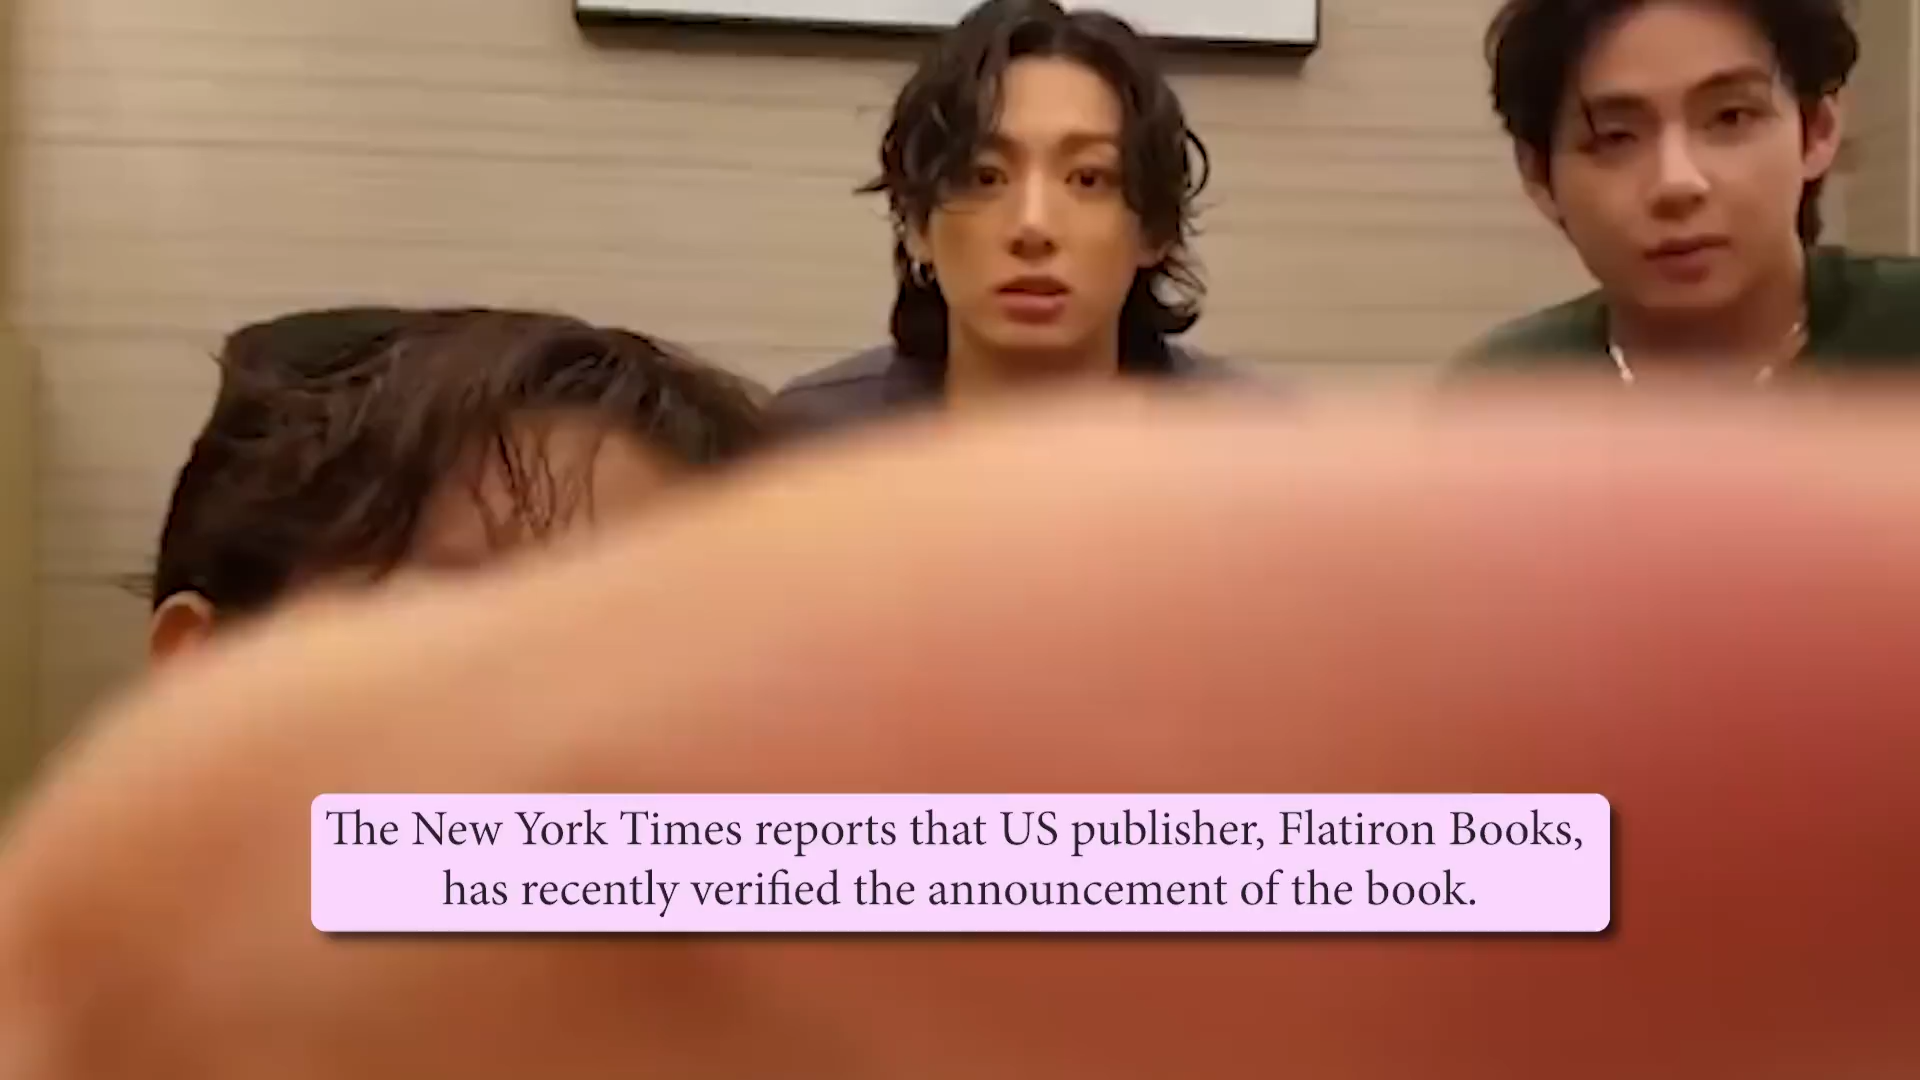 The New York Times reports that US publisher, Flatiron Books,
has recently verified the announcement of the book.